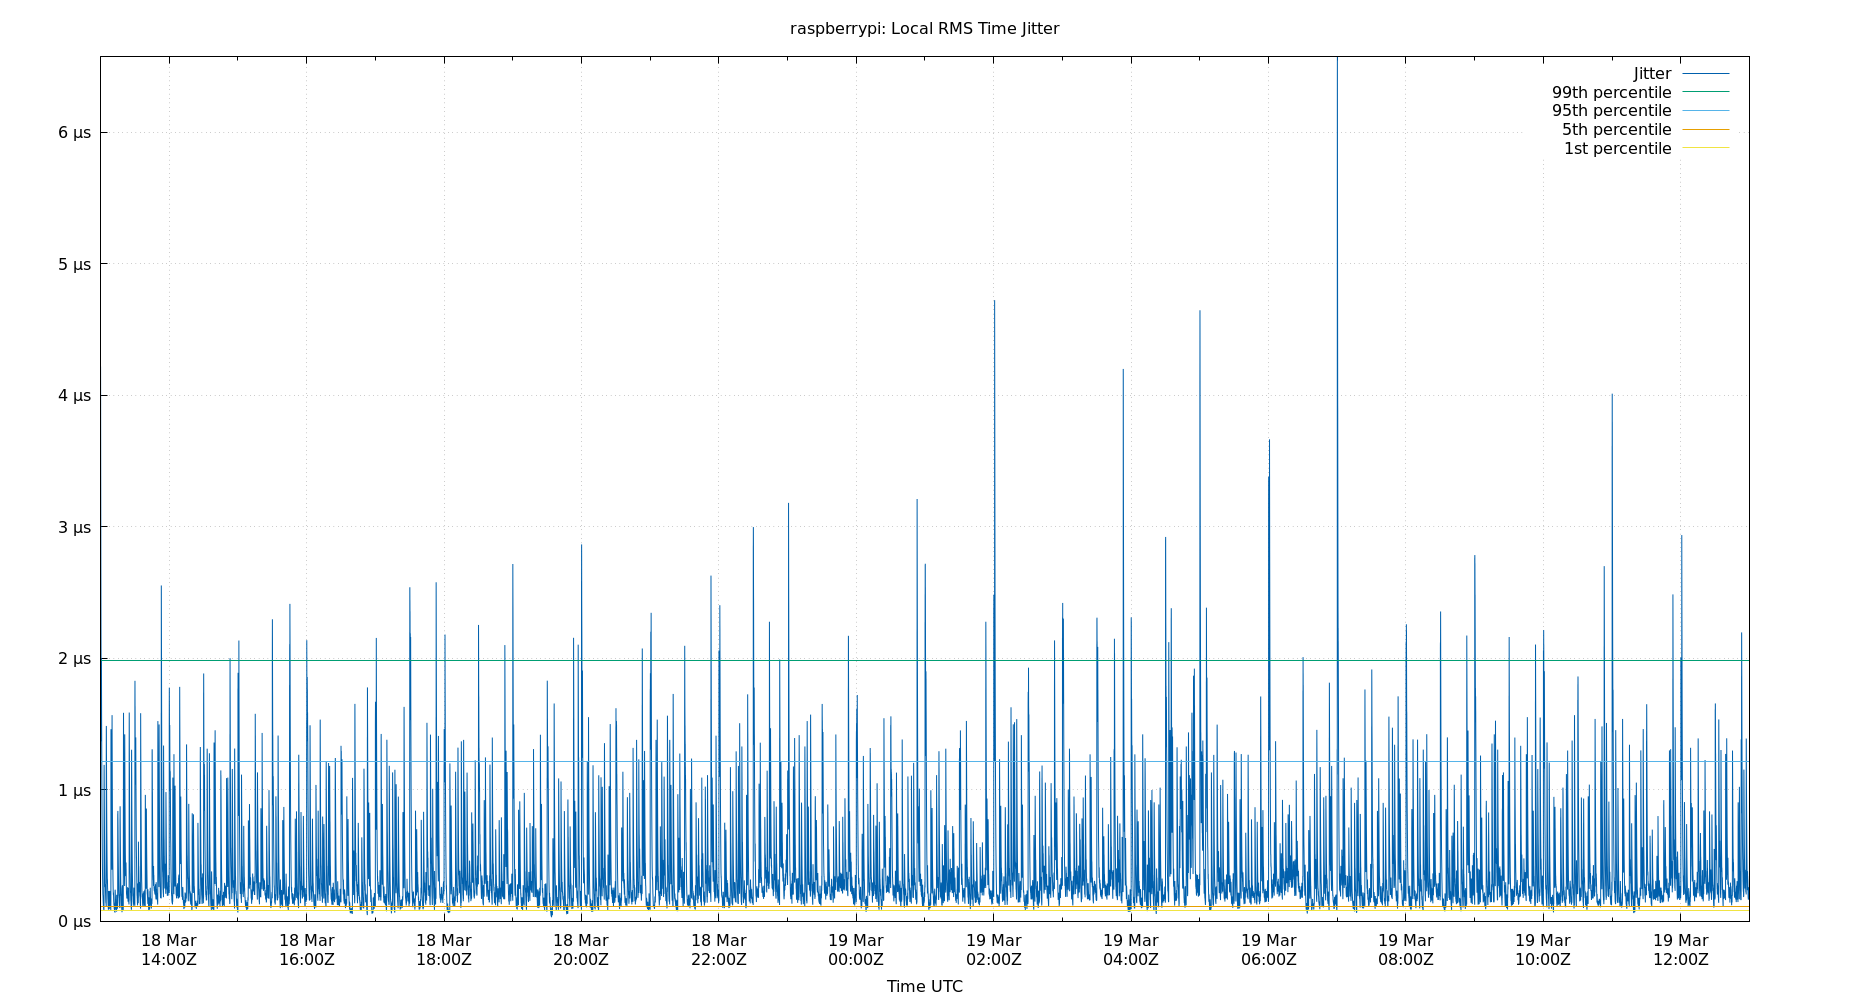 raspberrypi: Local RMS Time Jitter
Jitter
99th percentile
95th percentile
5th percentile
1st percentile
6 μs
5 μs
4 μs
3 μs
2 μs
1 μs
0 μs
18 Mar 18 Mar 18 Mar 18 Mar 18 Mar 19 Mar 19 Mar 19 Mar 19 Mar 19 Mar 19 Mar 19 Mar
14:00Z 16:00Z 18:00Z 20:00Z 22:00Z 00:00Z 02:00Z 04:00Z 06:00Z 08:00Z 10:00Z 12:00Z
Time UTC